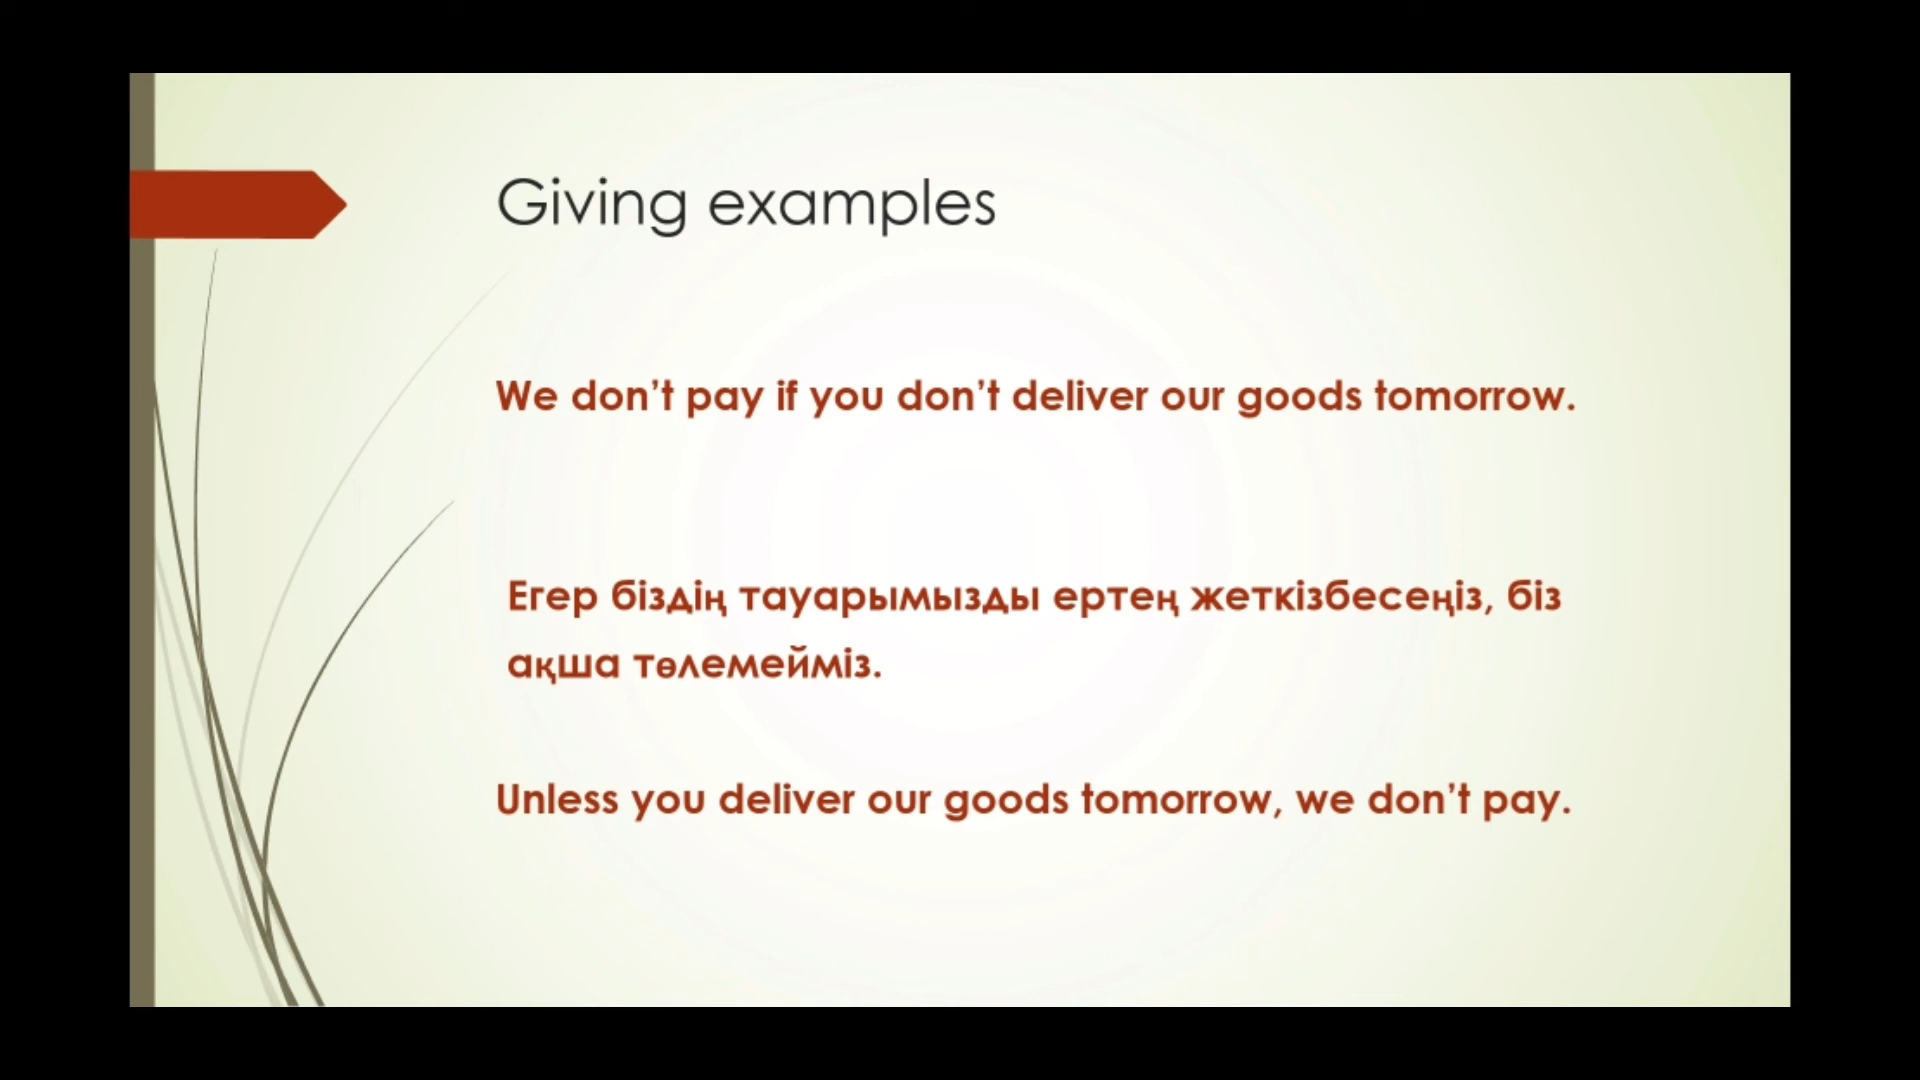 Giving examples
We don’t pay if you don’t deliver our goods tomorrow.
Егер біздің тауарымызды ертең жеткізбесеңіз, біз
ақша төлемейміз.
Unless you deliver our goods tomorrow, we don’t pay.